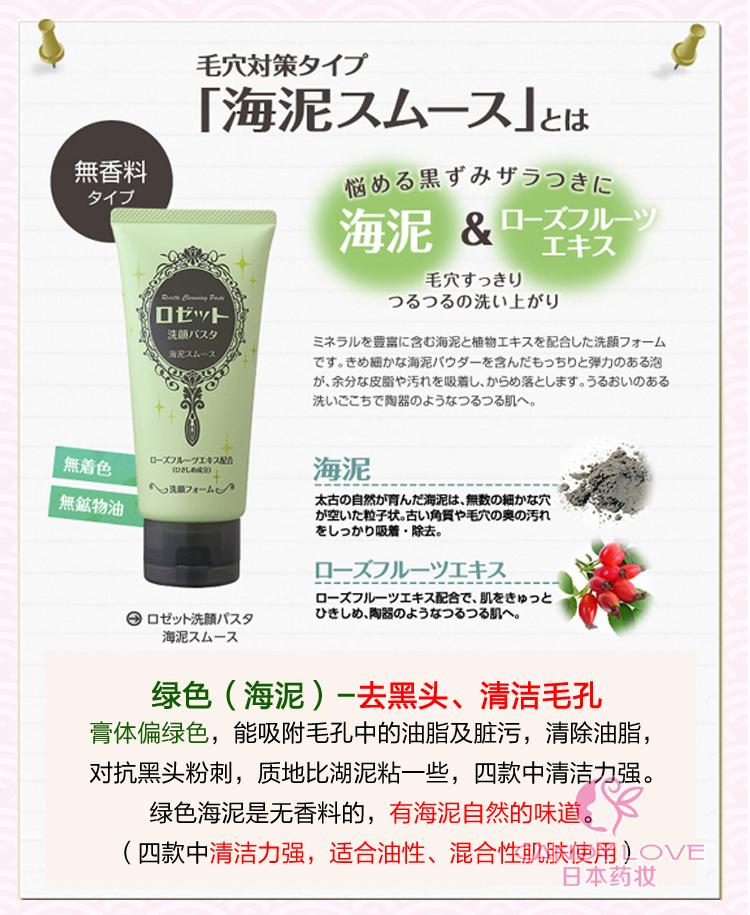 毛穴対策タイプ
「海泥スムース」とは
無香料
タイプ
悩める黒ずみザラつきに
海泥 & ローズフルーツ
エキス
毛穴すっきり
つるつるの洗い上がり
Rosette Cleansing Paste
ロゼット
洗顔パスタ
海泥スムース
ローズフルーツエキス配合
(ひきしめ成分)
洗顔フォーム
ミネラルを豊富に含む海泥と植物エキスを配合した洗顔フォーム
です。きめ細かな海泥パウダーを含んだもっちりと弾力のある泡
が、余分な皮脂や汚れを吸着し、からめ落とします。うるおいのある
洗いごこちで陶器のようなつるつる肌へ。
無着色
無鉱物油
海泥
太古の自然が育んだ海泥は、無数の細かな穴
が空いた粒子状。古い角質や毛穴の奥の汚れ
をしっかり吸着・除去。
ローズフルーツエキス
ローズフルーツエキス配合で、肌をきゅっと
ひきしめ、陶器のようなつるつる肌へ。
ロゼット洗顔パスタ
海泥スムース
绿色（海泥）–去黑头、清洁毛孔
膏体偏绿色，能吸附毛孔中的油脂及脏污，清除油脂，
对抗黑头粉刺，质地比湖泥粘一些，四款中清洁力强。
绿色海泥是无香料的，有海泥自然的味道。
（四款中清洁力强，适合油性、混合性肌肤使用）
LOVE
日本药妆